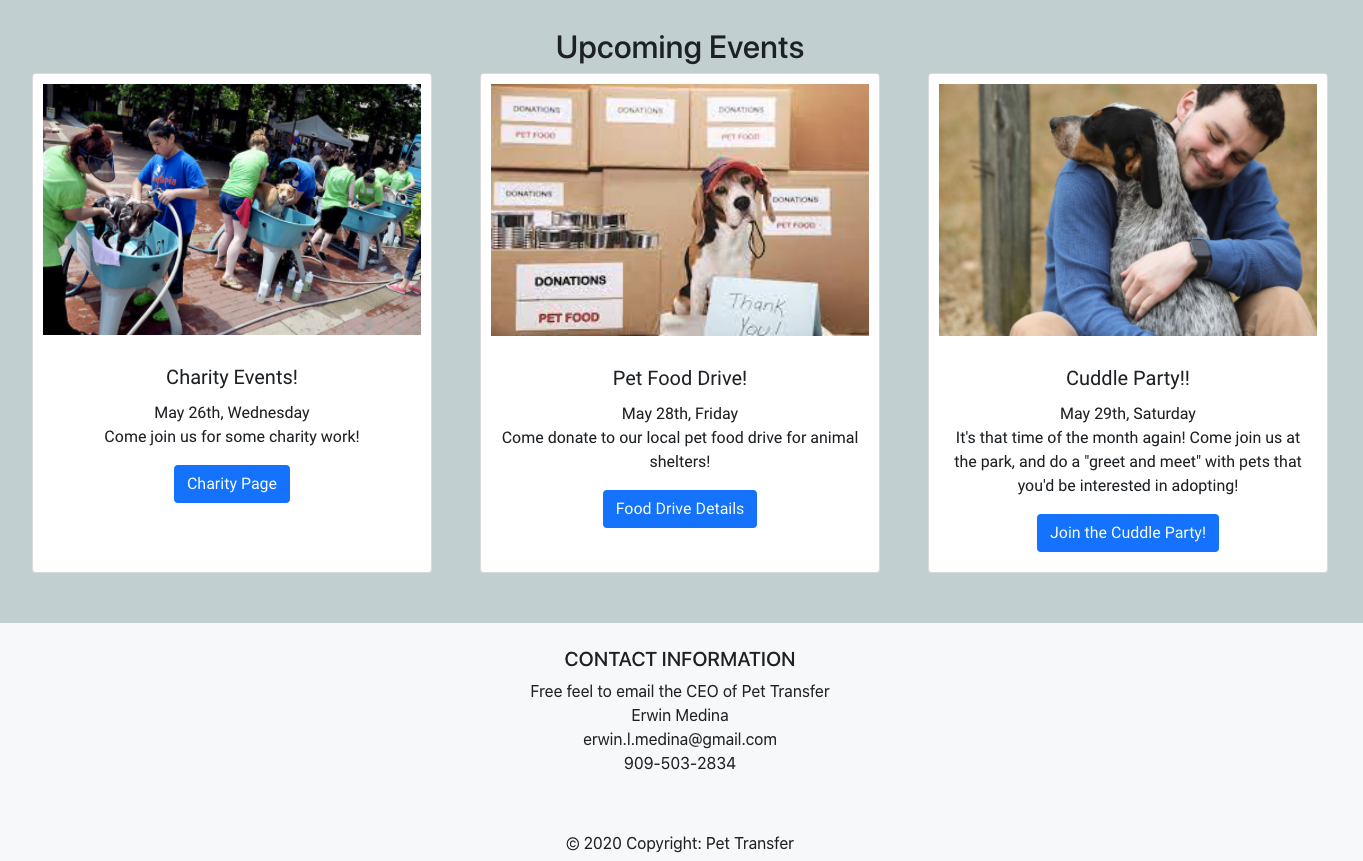 Upcoming Events
DONATIONS
PET FOOD
DONATIONS
DONATIONS
PET FOOD
DONATIONS
DONATIONS
PET FOOD
DONATIONS
PET FOOD
Thank
You!
Charity Events!
May 26th, Wednesday
Come join us for some charity work!
Charity Page
Pet Food Drive!
May 28th, Friday
Come donate to our local pet food drive for animal
shelters!
Food Drive Details
Cuddle Party!!
May 29th, Saturday
It's that time of the month again! Come join us at
the park, and do a "greet and meet" with pets that
you'd be interested in adopting!
Join the Cuddle Party!
CONTACT INFORMATION
Free feel to email the CEO of Pet Transfer
Erwin Medina
erwin.l.medina@gmail.com
909-503-2834
© 2020 Copyright: Pet Transfer